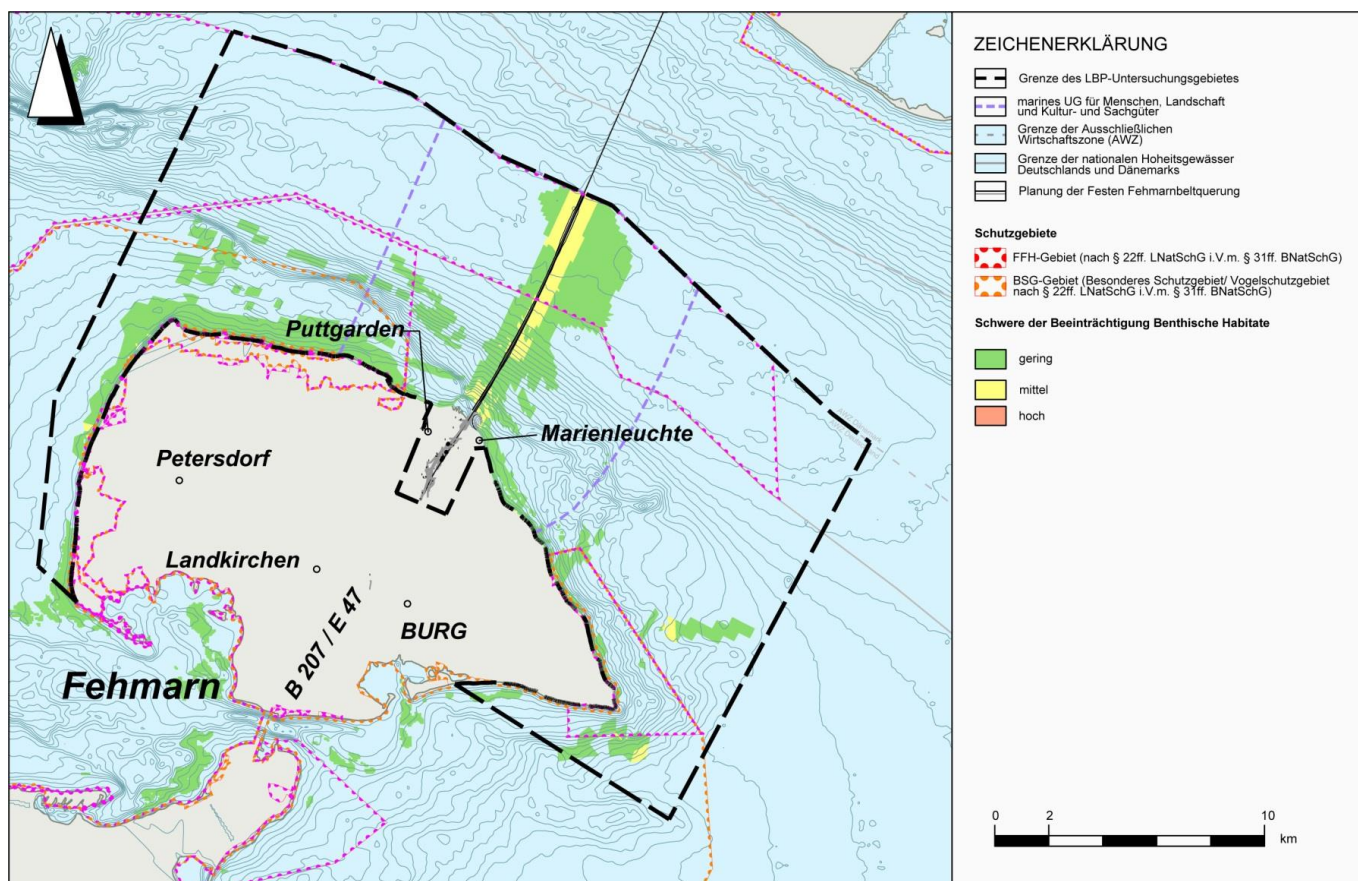 Puttgarden
Marienleuchte
Petersdorf
Landkirchen
BURG
B 207 / E 47
Fehmarn
ZEICHENERKLÄRUNG
Grenze des LBP-Untersuchungsgebietes
marines UG für Menschen, Landschaft
und Kultur- und Sachgüter
Grenze der Ausschließlichen
Wirtschaftszone (AWZ)
Grenze der nationalen Hoheitsgewässer
Deutschlands und Dänemarks
Planung der Festen Fehmarnbeltquerung
Schutzgebiete
FFH-Gebiet (nach § 22ff. LNatSchG i.V.m. § 31ff. BNatSchG)
BSG-Gebiet (Besonderes Schutzgebiet/ Vogelschutzgebiet
nach § 22ff. LNatSchG i.V.m. § 31ff. BNatSchG)
Schwere der Beeinträchtigung Benthische Habitate
gering
mittel
hoch
0 2 10
km